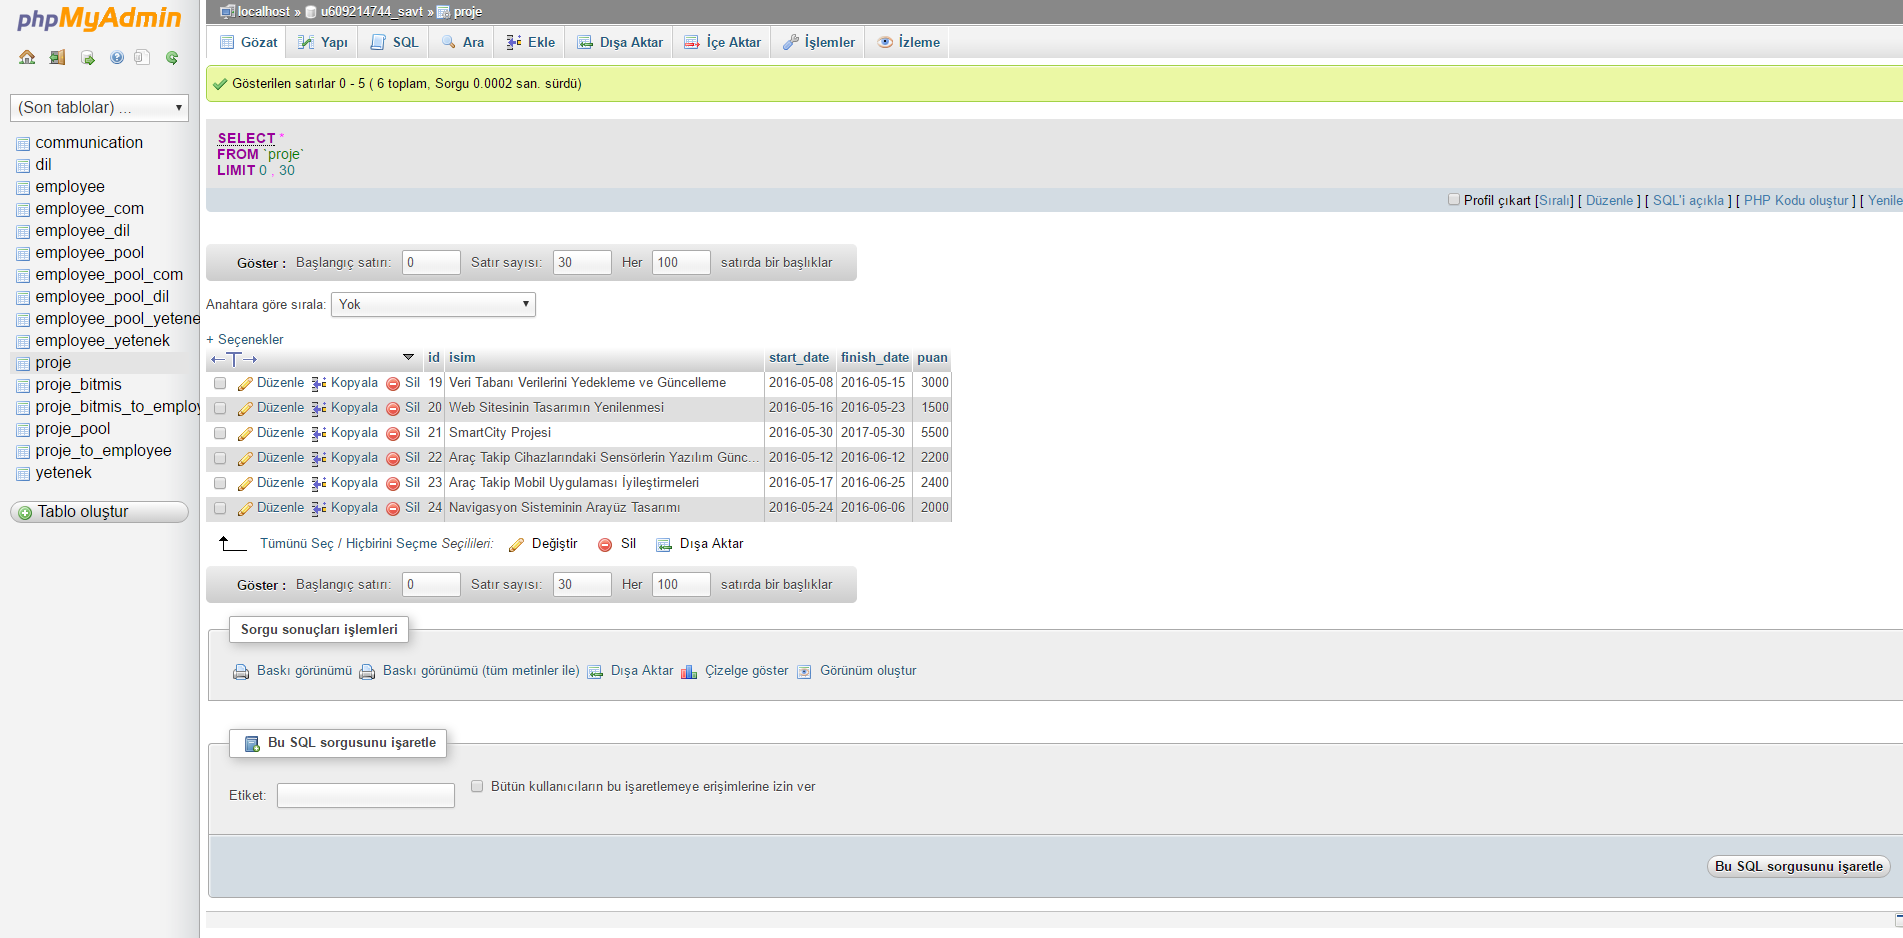 phpMyAdmin
(Son tablolar) ...
communication
dil
employee
employee_com
employee_dil
employee_pool
employee_pool_com
employee_pool_dil
employee_pool_yetene
employee_yetenek
proje
proje_bitmis
proje_bitmis_to_employ
proje_pool
proje_to_employee
yetenek
Tablo oluştur
localhost » u609214744_savt » proje
Gözat Yapı SQL Ara Ekle Dışa Aktar İçe Aktar İşlemler İzleme
Gösterilen satırlar 0 - 5 ( 6 toplam, Sorgu 0.0002 san. sürdü)
SELECT *
FROM `proje`
LIMIT 0 , 30
Profil çıkart [Sıralı] [ Düzenle ] [ SQL'i açıkla ] [ PHP Kodu oluştur ] [ Yenile
Göster : Başlangıç satırı: 0 Satır sayısı: 30 Her 100 satırda bir başlıklar
Anahtara göre sırala: Yok
+ Seçenekler
←T→ id isim start_date finish_date puan
Düzenle Kopyala Sil 19 Veri Tabanı Verilerini Yedekleme ve Güncelleme 2016-05-08 2016-05-15 3000
Düzenle Kopyala Sil 20 Web Sitesinin Tasarımın Yenilenmesi 2016-05-16 2016-05-23 1500
Düzenle Kopyala Sil 21 SmartCity Projesi 2016-05-30 2017-05-30 5500
Düzenle Kopyala Sil 22 Araç Takip Cihazlarındaki Sensörlerin Yazılım Günc... 2016-05-12 2016-06-12 2200
Düzenle Kopyala Sil 23 Araç Takip Mobil Uygulaması İyileştirmeleri 2016-05-17 2016-06-25 2400
Düzenle Kopyala Sil 24 Navigasyon Sisteminin Arayüz Tasarımı 2016-05-24 2016-06-06 2000
Tümünü Seç / Hiçbirini Seçme Seçilileri: Değiştir Sil Dışa Aktar
Göster : Başlangıç satırı: 0 Satır sayısı: 30 Her 100 satırda bir başlıklar
Sorgu sonuçları işlemleri
Baskı görünümü Baskı görünümü (tüm metinler ile) Dışa Aktar Çizelge göster Görünüm oluştur
Bu SQL sorgusunu işaretle
Etiket: Bütün kullanıcıların bu işaretlemeye erişimlerine izin ver
Bu SQL sorgusunu işaretle